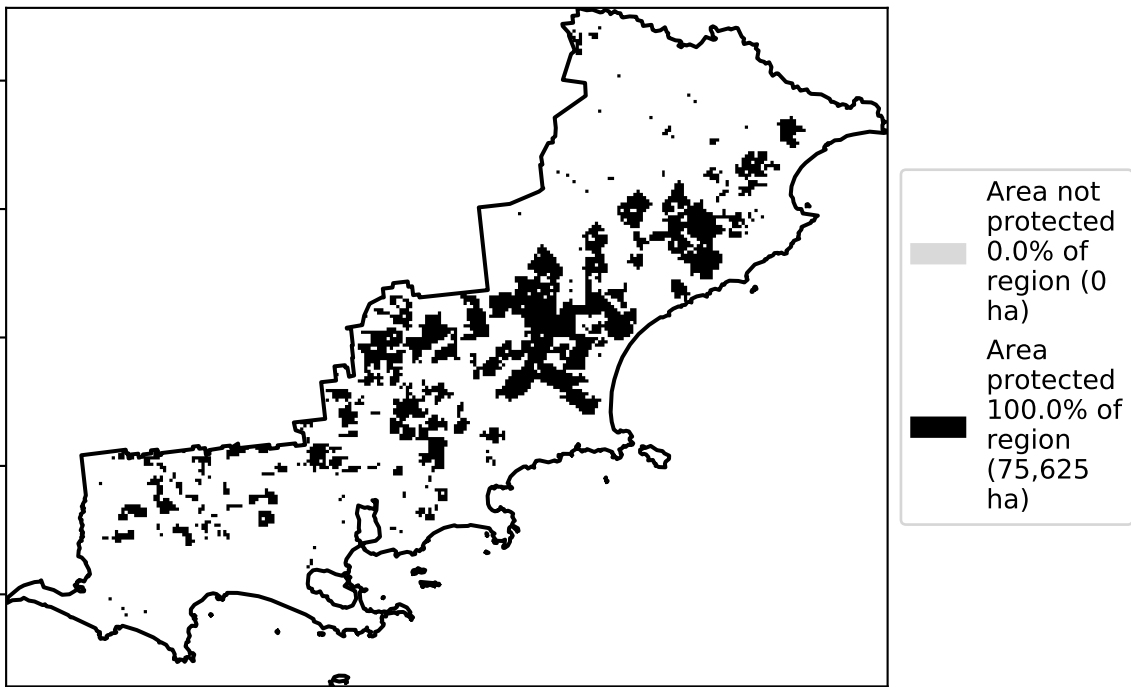 Area not
protected
0.0% of
region (0
ha)
Area
protected
100.0% of
region
(75,625
ha)